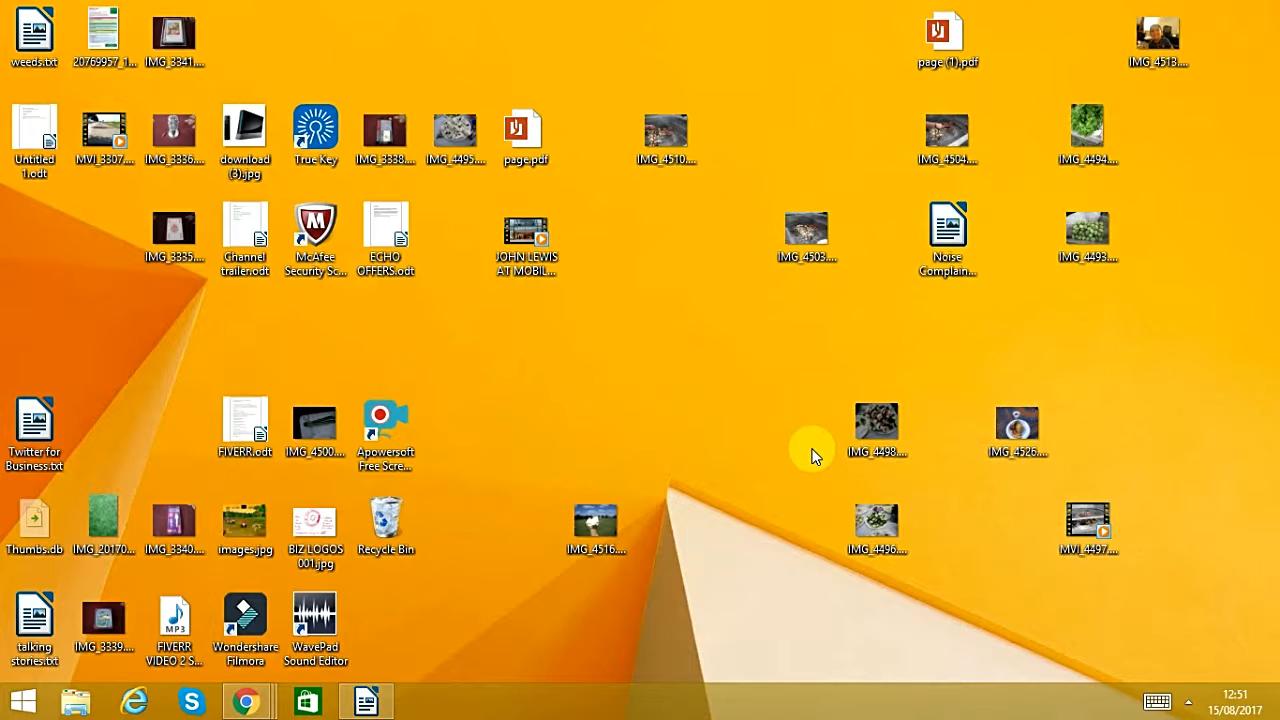 weeds.txt
20769957_1...
IMG_3341....
page (1).pdf
IMG_4513....
Untitled
1.odt
MVI_3307....
IMG_3336....
download
(3).jpg
True Key
IMG_3338....
IMG_4495....
page.pdf
IMG_4510....
IMG_4504....
IMG_4494....
IMG_3335....
Channel
trailer.odt
McAfee
Security Sc...
ECHO
OFFERS.odt
JOHN LEWIS
AT MOBIL...
IMG_4503....
Noise
Complain...
IMG_4493....
Twitter for
Business.txt
FIVERR.odt
IMG_4500....
Apowersoft
Free Scre...
IMG_4498....
IMG_4526....
Thumbs.db
IMG_20170...
IMG_3340....
images.jpg
BIZ LOGOS
001.jpg
Recycle Bin
IMG_4516....
IMG_4496....
MVI_4497....
talking
stories.txt
IMG_3339....
MP3
FIVERR
VIDEO 2 S...
Wondershare
Filmora
WavePad
Sound Editor
12:51
15/08/2017